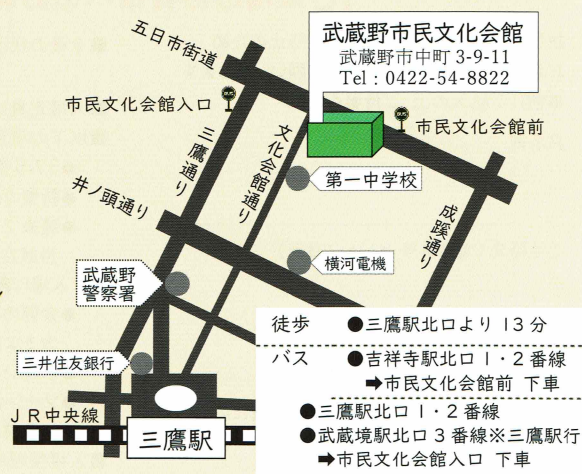 五日市街道
武蔵野市民文化会館
武蔵野市中町3-9-11
Tel：0422-54-8822
市民文化会館入口
BUS
BUS
市民文化会館前
三鷹通り
文化会館通り
井ノ頭通り
第一中学校
成蹊通り
横河電機
武蔵野
警察署
三井住友銀行
JR中央線
三鷹駅
徒歩 ●三鷹駅北口より13分
バス ●吉祥寺駅北口1・2番線
➡市民文化会館前 下車
●三鷹駅北口1・2番線
●武蔵境駅北口3番線※三鷹駅行
➡市民文化会館入口 下車